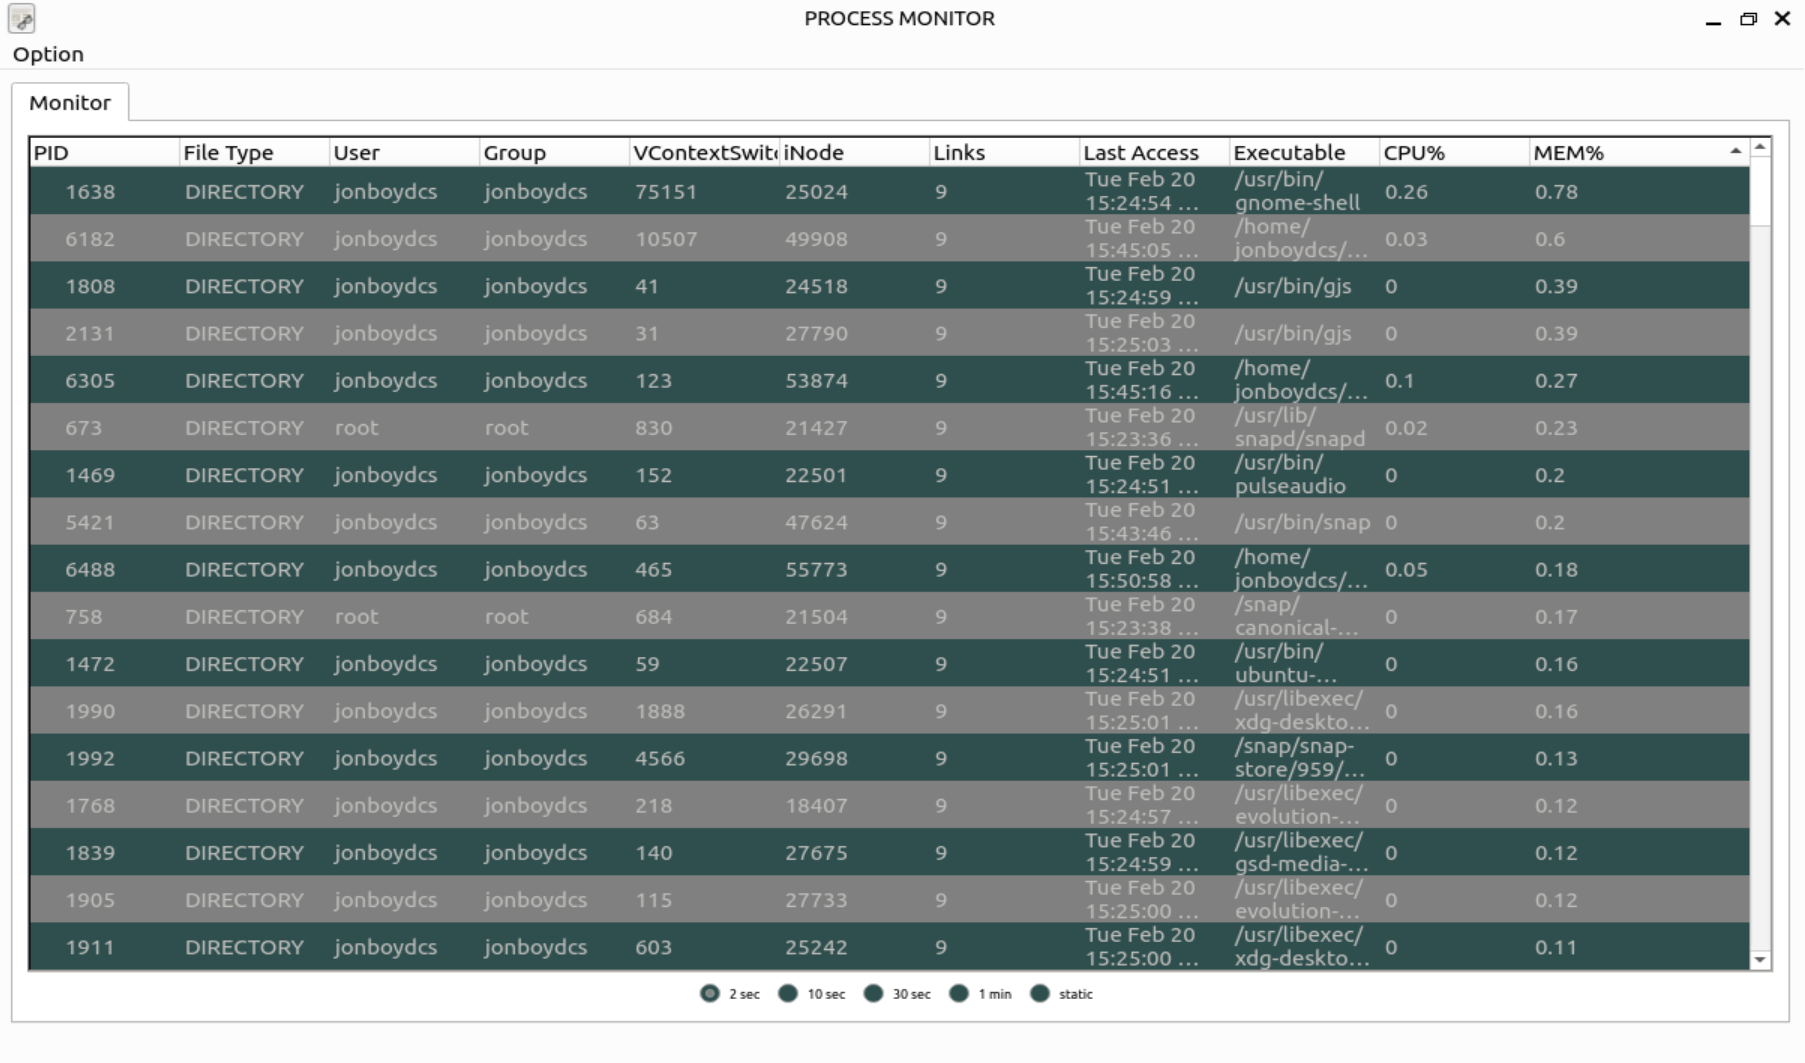 PROCESS MONITOR
Option
Monitor
PID File Type User Group VContextSwit iNode Links Last Access Executable CPU% MEM%
1638 DIRECTORY jonboydcs jonboydcs 75151 25024 9 Tue Feb 20 15:24:54 ... /usr/bin/gnome-shell 0.26 0.78
6182 DIRECTORY jonboydcs jonboydcs 10507 49908 9 Tue Feb 20 15:45:05 ... /home/jonboydcs/... 0.03 0.6
1808 DIRECTORY jonboydcs jonboydcs 41 24518 9 Tue Feb 20 15:24:59 ... /usr/bin/gjs 0 0.39
2131 DIRECTORY jonboydcs jonboydcs 31 27790 9 Tue Feb 20 15:25:03 ... /usr/bin/gjs 0 0.39
6305 DIRECTORY jonboydcs jonboydcs 123 53874 9 Tue Feb 20 15:45:16 ... /home/jonboydcs/... 0.1 0.27
673 DIRECTORY root root 830 21427 9 Tue Feb 20 15:23:36 ... /usr/lib/snapd/snapd 0.02 0.23
1469 DIRECTORY jonboydcs jonboydcs 152 22501 9 Tue Feb 20 15:24:51 ... /usr/bin/pulseaudio 0 0.2
5421 DIRECTORY jonboydcs jonboydcs 63 47624 9 Tue Feb 20 15:43:46 ... /usr/bin/snap 0 0.2
6488 DIRECTORY jonboydcs jonboydcs 465 55773 9 Tue Feb 20 15:50:58 ... /home/jonboydcs/... 0.05 0.18
758 DIRECTORY root root 684 21504 9 Tue Feb 20 15:23:38 ... /snap/canonical-... 0 0.17
1472 DIRECTORY jonboydcs jonboydcs 59 22507 9 Tue Feb 20 15:24:51 ... /usr/bin/ubuntu-... 0 0.16
1990 DIRECTORY jonboydcs jonboydcs 1888 26291 9 Tue Feb 20 15:25:01 ... /usr/libexec/xdg-deskto... 0 0.16
1992 DIRECTORY jonboydcs jonboydcs 4566 29698 9 Tue Feb 20 15:25:01 ... /snap/snap-store/959/... 0 0.13
1768 DIRECTORY jonboydcs jonboydcs 218 18407 9 Tue Feb 20 15:24:57 ... /usr/libexec/evolution-... 0 0.12
1839 DIRECTORY jonboydcs jonboydcs 140 27675 9 Tue Feb 20 15:24:59 ... /usr/libexec/gsd-media-... 0 0.12
1905 DIRECTORY jonboydcs jonboydcs 115 27733 9 Tue Feb 20 15:25:00 ... /usr/libexec/evolution-... 0 0.12
1911 DIRECTORY jonboydcs jonboydcs 603 25242 9 Tue Feb 20 15:25:00 ... /usr/libexec/xdg-deskto... 0 0.11
2 sec 10 sec 30 sec 1 min static